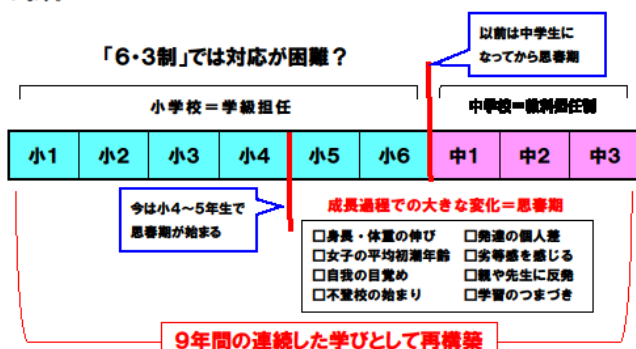 「6・3制」では対応が困難？
以前は中学生に
なってから思春期
小学校＝学級担任
中学校＝教科担任制
小1 小2 小3 小4 小5 小6 中1 中2 中3
今は小4～5年生で
思春期が始まる
成長過程での大きな変化＝思春期
□身長・体重の伸び □発達の個人差
□女子の平均初潮年齢 □劣等感を感じる
□自我の目覚め □親や先生に反発
□不登校の始まり □学習のつまづき
9年間の連続した学びとして再構築